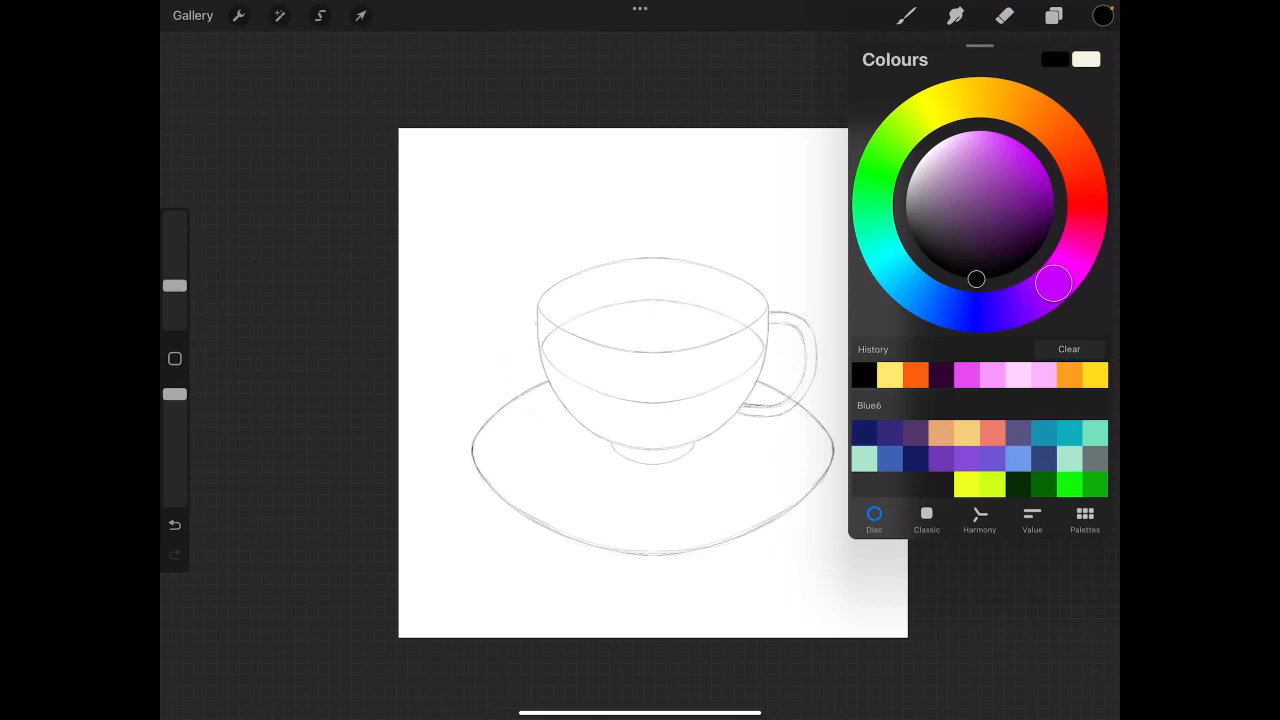 Gallery
Colours
History
Clear
Blue6
Disc
Classic
Harmony
Value
Palettes